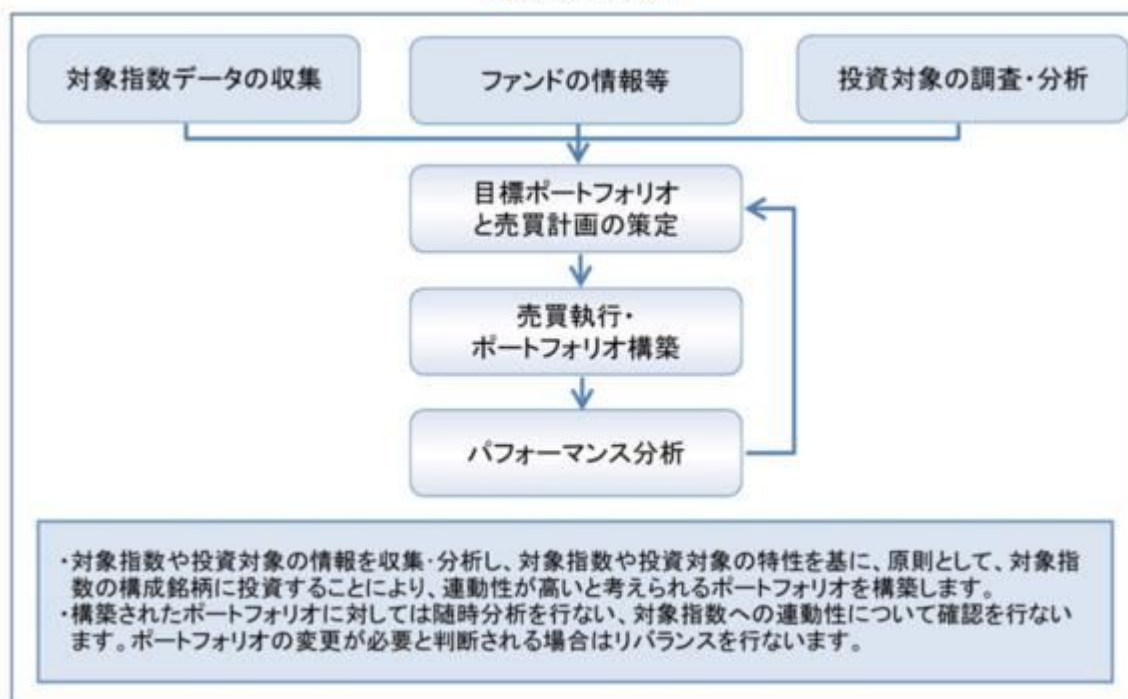 対象指数データの収集
ファンドの情報等
投資対象の調査・分析
目標ポートフォリオ
と売買計画の策定
売買執行・
ポートフォリオ構築
パフォーマンス分析
・対象指数や投資対象の情報を収集・分析し、対象指数や投資対象の特性を基に、原則として、対象指
数の構成銘柄に投資することにより、連動性が高いと考えられるポートフォリオを構築します。
・構築されたポートフォリオに対しては随時分析を行ない、対象指数への連動性について確認を行ない
ます。ポートフォリオの変更が必要と判断される場合はリバランスを行ないます。